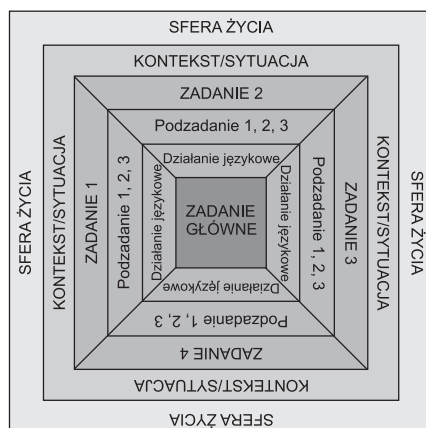 SFERA ŻYCIA
KONTEKST/SYTUACJA
ZADANIE 2
Podzadanie 1, 2, 3
Działanie językowe
SFERA ŻYCIA
KONTEKST/SYTUACJA
ZADANIE 1
Podzadanie 1, 2, 3
Działanie językowe
ZADANIE
GŁÓWNE
Działanie językowe
Podzadanie 1, 2, 3
ZADANIE 3
KONTEKST/SYTUACJA
SFERA ŻYCIA
Działanie językowe
Podzadanie 1, 2, 3
ZADANIE 4
KONTEKST/SYTUACJA
SFERA ŻYCIA